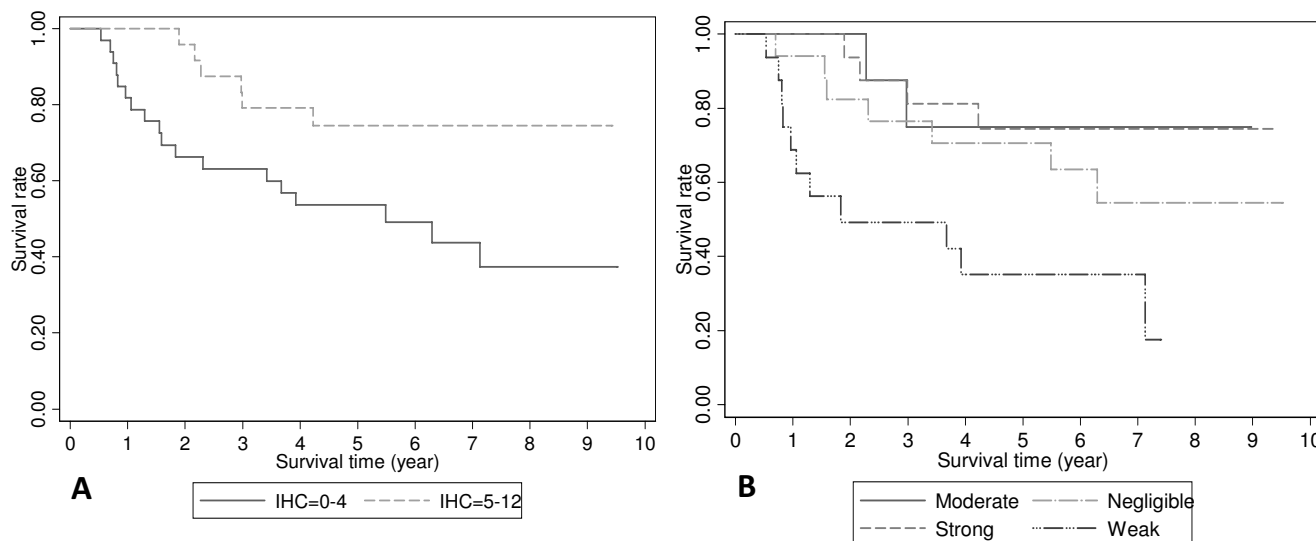 Survival rate
1.00
0.80
0.60
0.40
0.20
0.00
0 1 2 3 4 5 6 7 8 9 10
Survival time (year)
A
IHC=0-4 IHC=5-12
Survival rate
1.00
0.80
0.60
0.40
0.20
0.00
0 1 2 3 4 5 6 7 8 9 10
Survival time (year)
B
Moderate Negligible
Strong Weak